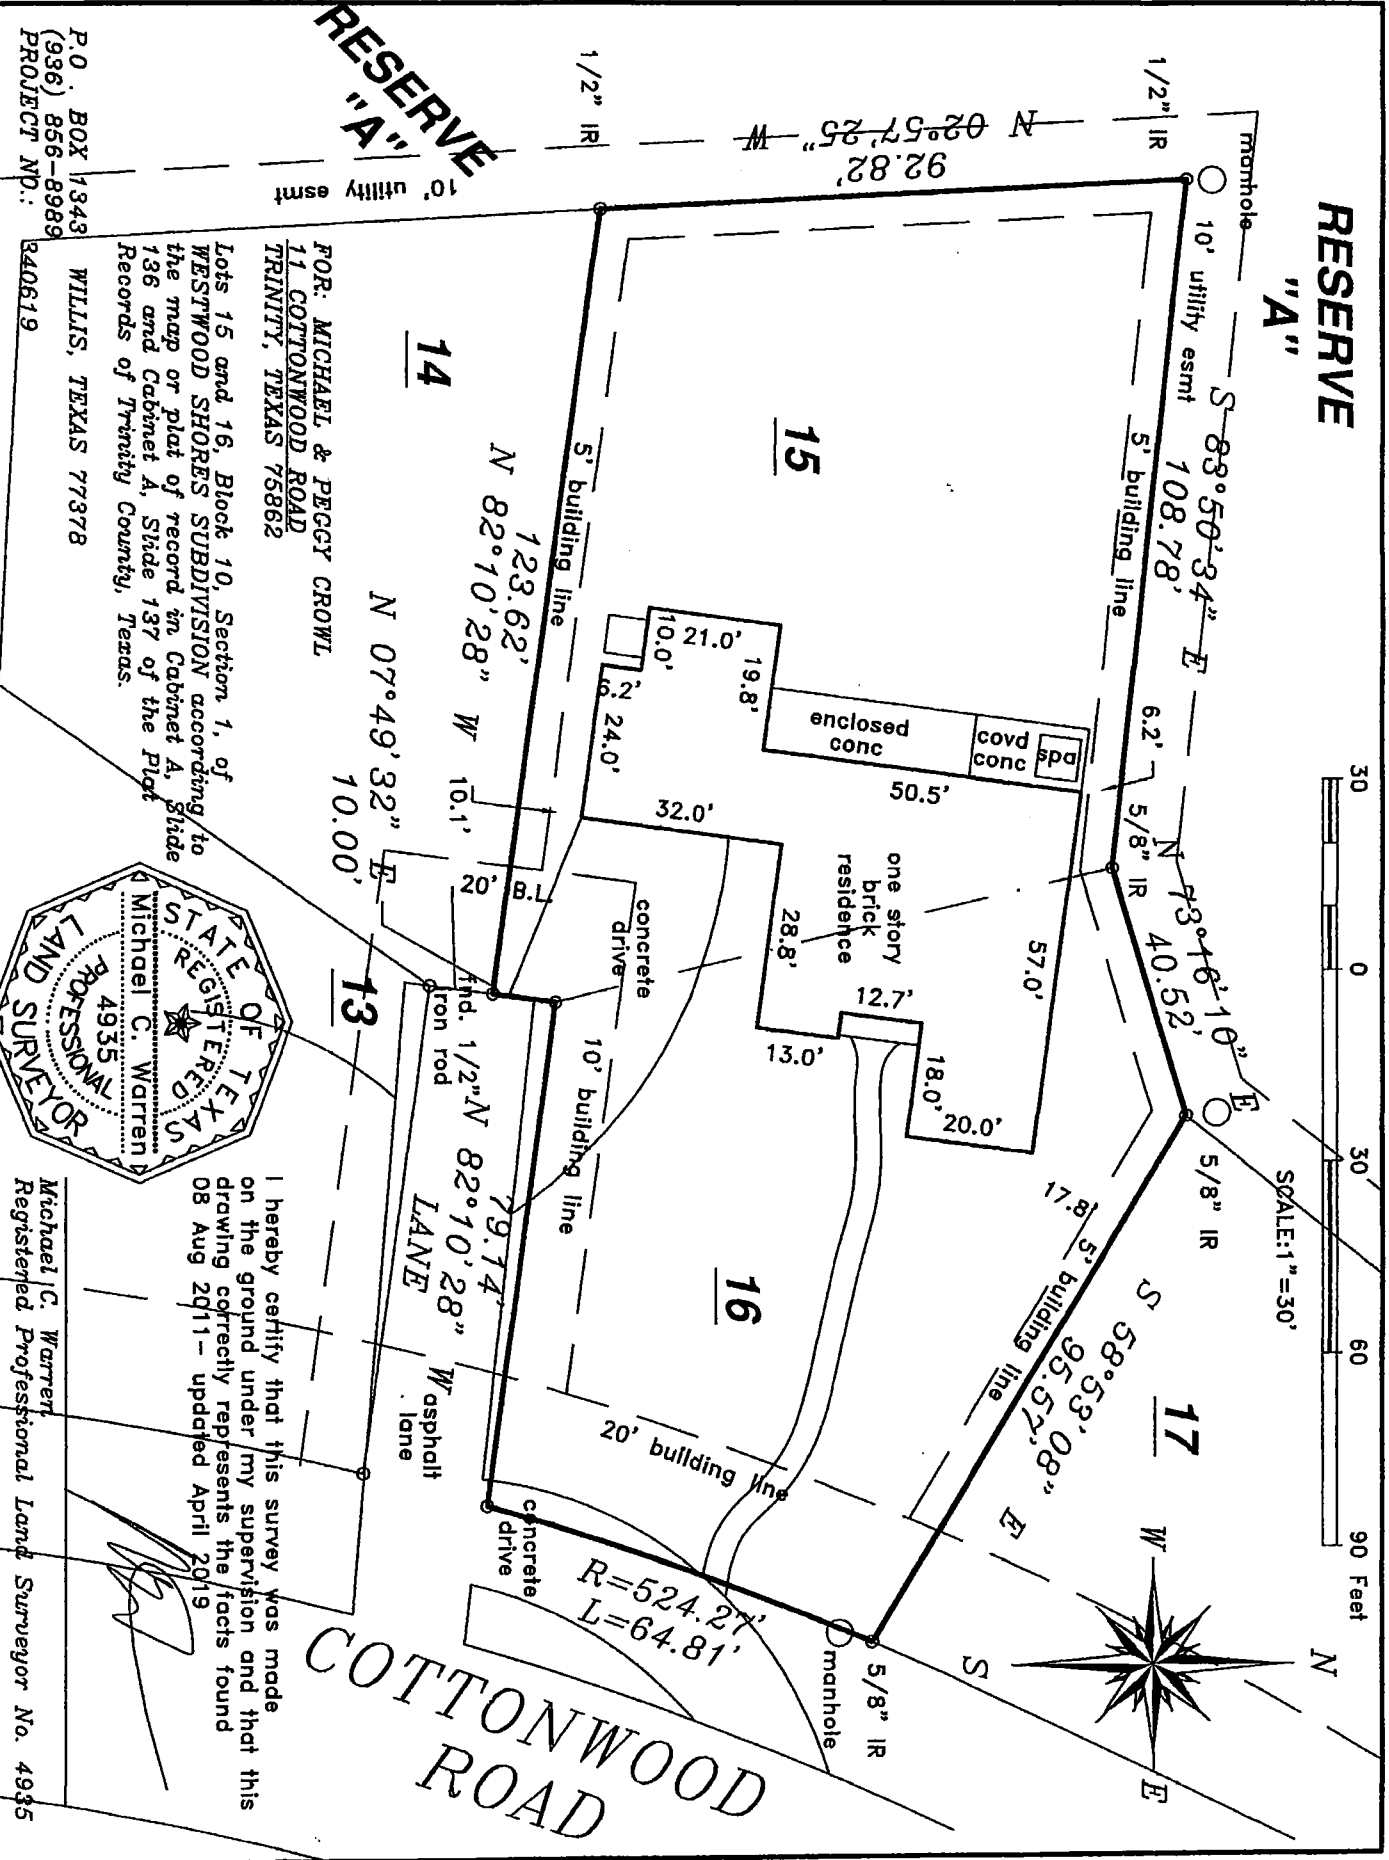 RESERVE
"A"
30 0 30 60 90 Feet
SCALE:1"=30'
N
W E
S
manhole
1/2" IR
10' utility esmt
S 83°50'34" E
108.78'
5' building line
6.2'
5/8" IR
N 73°16'10" E
40.52'
5/8" IR
S 58°53'08" E
95.57'
17.8'
5' building line
17
N 02°57'25" W
92.82'
15
enclosed
conc
covd
conc
spa
50.5'
57.0'
one story
brick
residence
21.0'
10.0'
19.8'
6.2'
24.0'
32.0'
28.8'
12.7'
13.0'
18.0'
20.0'
16
20' building line
5/8" IR
manhole
R=524.27'
L=64.81'
concrete
drive
COTTONWOOD
ROAD
1/2" IR
RESERVE
"A"
10' utility esmt
5' building line
123.62'
N 82°10'28" W
14
10.1'
20' B.L.
concrete
drive
10' building line
N 07°49'32" E
10.00'
13
fnd. 1/2"
ron rod
79.14'
N 82°10'28" W
LANE
asphalt
lane
FOR: MICHAEL & PEGGY CROWL
11 COTTONWOOD ROAD
TRINITY, TEXAS 75862
Lots 15 and 16, Block 10, Section 1, of
WESTWOOD SHORES SUBDIVISION according to
the map or plat of record in Cabinet A, Slide
136 and Cabinet A, Slide 137 of the Plat
Records of Trinity County, Texas.
P.O . BOX 1343 WILLIS, TEXAS 77378
(936) 856-8989
PROJECT NO.: R40619
STATE OF TEXAS
REGISTERED
Michael C. Warren
4935
PROFESSIONAL
LAND SURVEYOR
I hereby certify that this survey was made
on the ground under my supervision and that this
drawing correctly represents the facts found
08 Aug 2011- updated April 2019
Michael C. Warren
Registered Professional Land Surveyor No. 4935